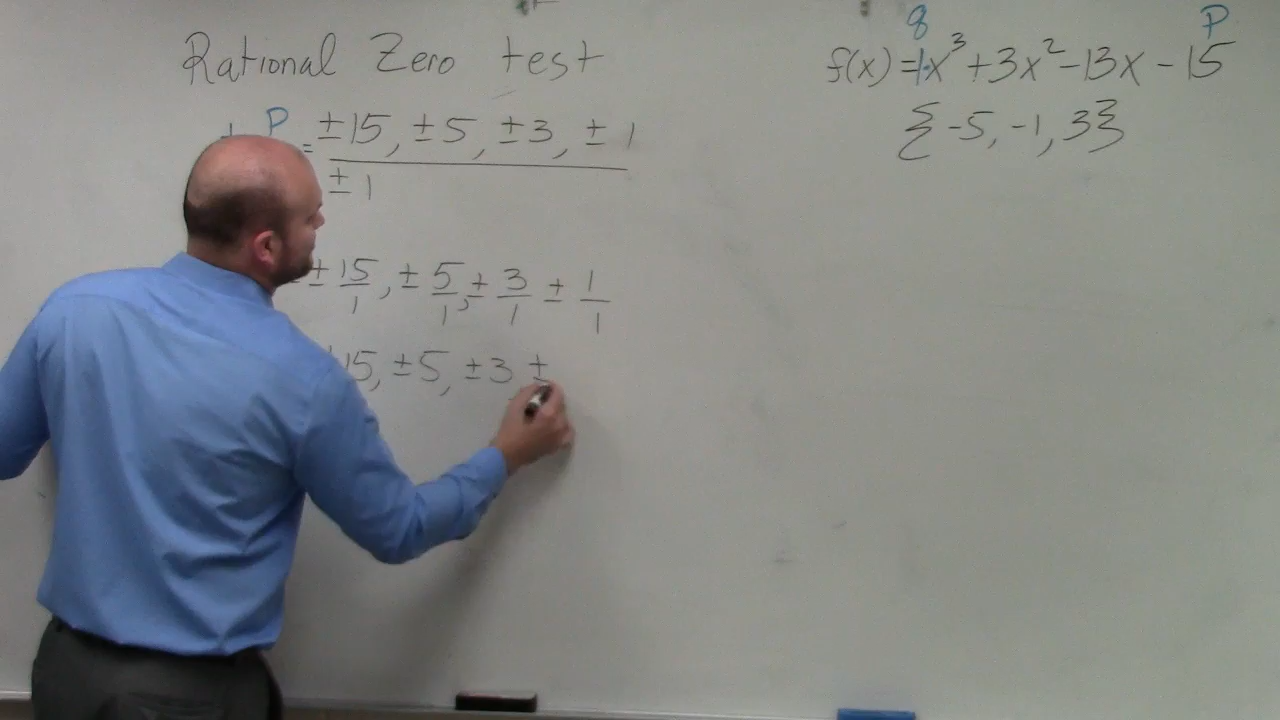 Rational Zero test
± P = ±15, ±5, ±3, ±1
±1
± 15/1, ± 5/1, ± 3/1 ± 1/1
±15, ±5, ±3 ±
q P
f(x) = 1x³ + 3x² - 13x - 15
{-5, -1, 3}